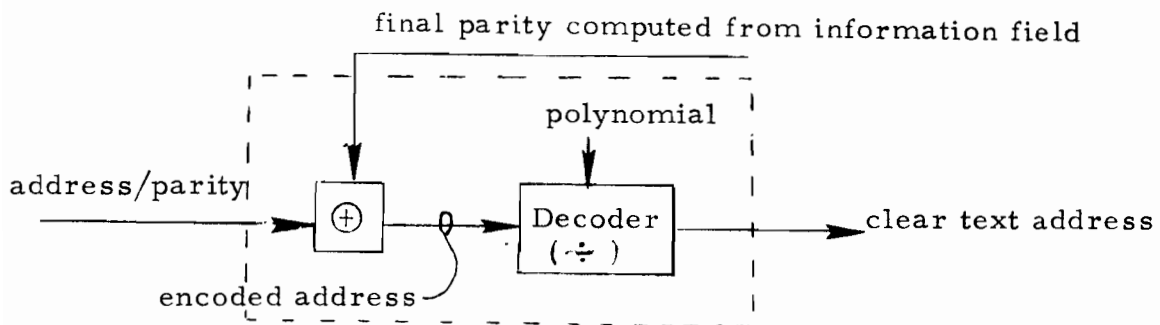 final parity computed from information field
polynomial
address/parity
⊕
Decoder
(÷)
clear text address
encoded address